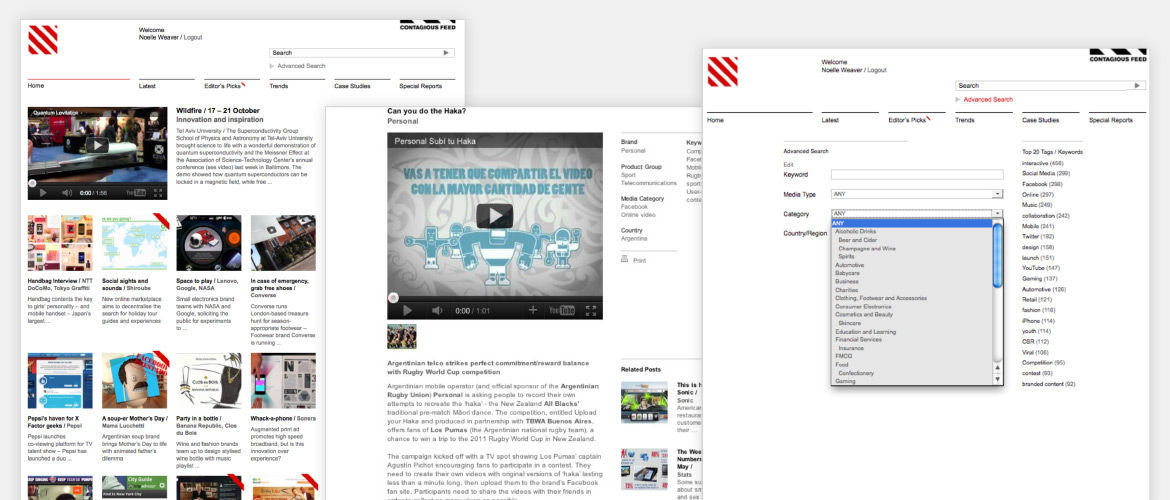 CONTAGIOUS FEED
Welcome
Noelle Weaver / Logout
Search
Advanced Search
Home
Latest
Editor's Picks
Trends
Case Studies
Special Reports
Quantum Levitation
0:00 / 1:56
YouTube
Wildfire / 17 – 21 October
Innovation and inspiration
Tel Aviv University / The Superconductivity Group
School of Physics and Astronomy at Tel-Aviv University
brought science to life with a wonderful demonstration of
quantum superconductivity and the Meissner Effect at
the Association of Science-Technology Center's annual
conference (see video) last week in Baltimore. The
demo showed how quantum superconductors can be
locked in a magnetic field, while free ...
Handbag Interview / NTT
DoCoMo, Tokyo Graffiti
Handbag contents the key
to girls' personality – and
mobile handset – Japan's
largest ...
Social sights and
sounds / Shiroube
New online marketplace
aims to decentralise the
search for holiday tour
guides and experiences
Space to play / Lenovo,
Google, NASA
Small electronics brand
teams with NASA and
Google, soliciting the
public for experiments
to ...
In case of emergency,
grab free shoes /
Converse
Converse runs
London-based treasure
hunt for season-
appropriate footwear –
Footwear brand Converse
is running ...
Pepsi's haven for X
Factor geeks / Pepsi
Pepsi launches
co-viewing platform for TV
talent show – Pepsi has
launched a duo ...
A soup-er Mother's Day /
Mama Lucchetti
Argentinian soup brand
brings Mother's Day to life
with animated father's
dilemma
CLOS DU BOIS
Party in a bottle /
Banana Republic, Clos
du Bois
Wine and fashion brands
team up to design stylised
wine bottle with music
playlist ...
Whack-a-phone / Sonera
Augmented print ad
promotes high speed
broadband, but is this
innovation over
experience?
City Guide
Can you do the Haka?
Personal
Personal Subí tu Haka
VAS A TENER QUE COMPARTIR EL VIDEO
CON LA MAYOR CANTIDAD DE GENTE
0:00 / 1:01
YouTube
Argentinian telco strikes perfect commitment/reward balance
with Rugby World Cup competition
Argentinian mobile operator (and official sponsor of the Argentinian
Rugby Union) Personal is asking people to record their own
attempts to recreate the 'haka' - the New Zealand All Blacks'
traditional pre-match Māori dance. The competition, entitled Upload
your Haka and produced in partnership with TBWA Buenos Aires,
offers fans of Los Pumas (the Argentinian national rugby team), a
chance to win a trip to the 2011 Rugby World Cup in New Zealand.
The campaign kicked off with a TV spot showing Los Pumas' captain
Agustin Pichot encouraging fans to participate in a contest. They
need to create their own videos with original versions of 'haka' lasting
less than a minute long, then upload them to the brand's Facebook
fan site. Participants need to share the videos with their friends in
Brand
Personal
Product Group
Sport
Telecommunications
Media Category
Facebook
Online video
Country
Argentina
Print
Keyw
Comp
Face
Mobil
Rugb
sport
User-
conte
Related Posts
This is h
Sonic /
Sonic
American
restaura
custome
their ...
The Wee
Numbers
May /
Stats
Some su
about sm
and sea
CONTAGIOUS FEED
Welcome
Noelle Weaver / Logout
Search
Advanced Search
Home
Latest
Editor's Picks
Trends
Case Studies
Special Reports
Advanced Search
Edit
Keyword
Media Type
ANY
Category
ANY
Country/Region
ANY
Alcoholic Drinks
Beer and Cider
Champagne and Wine
Spirits
Automotive
Babycare
Business
Charities
Clothing, Footwear and Accessories
Consumer Electronics
Cosmetics and Beauty
Skincare
Education and Learning
Financial Services
Insurance
FMCG
Food
Confectionery
Gaming
Top 20 Tags / Keywords
interactive (456)
Social Media (299)
Facebook (298)
Online (297)
Music (249)
collaboration (242)
Mobile (241)
Twitter (192)
design (158)
launch (151)
YouTube (147)
Gaming (137)
Automotive (126)
Retail (121)
fashion (116)
iPhone (114)
youth (114)
CSR (112)
Viral (106)
Competition (95)
contest (93)
branded content (92)